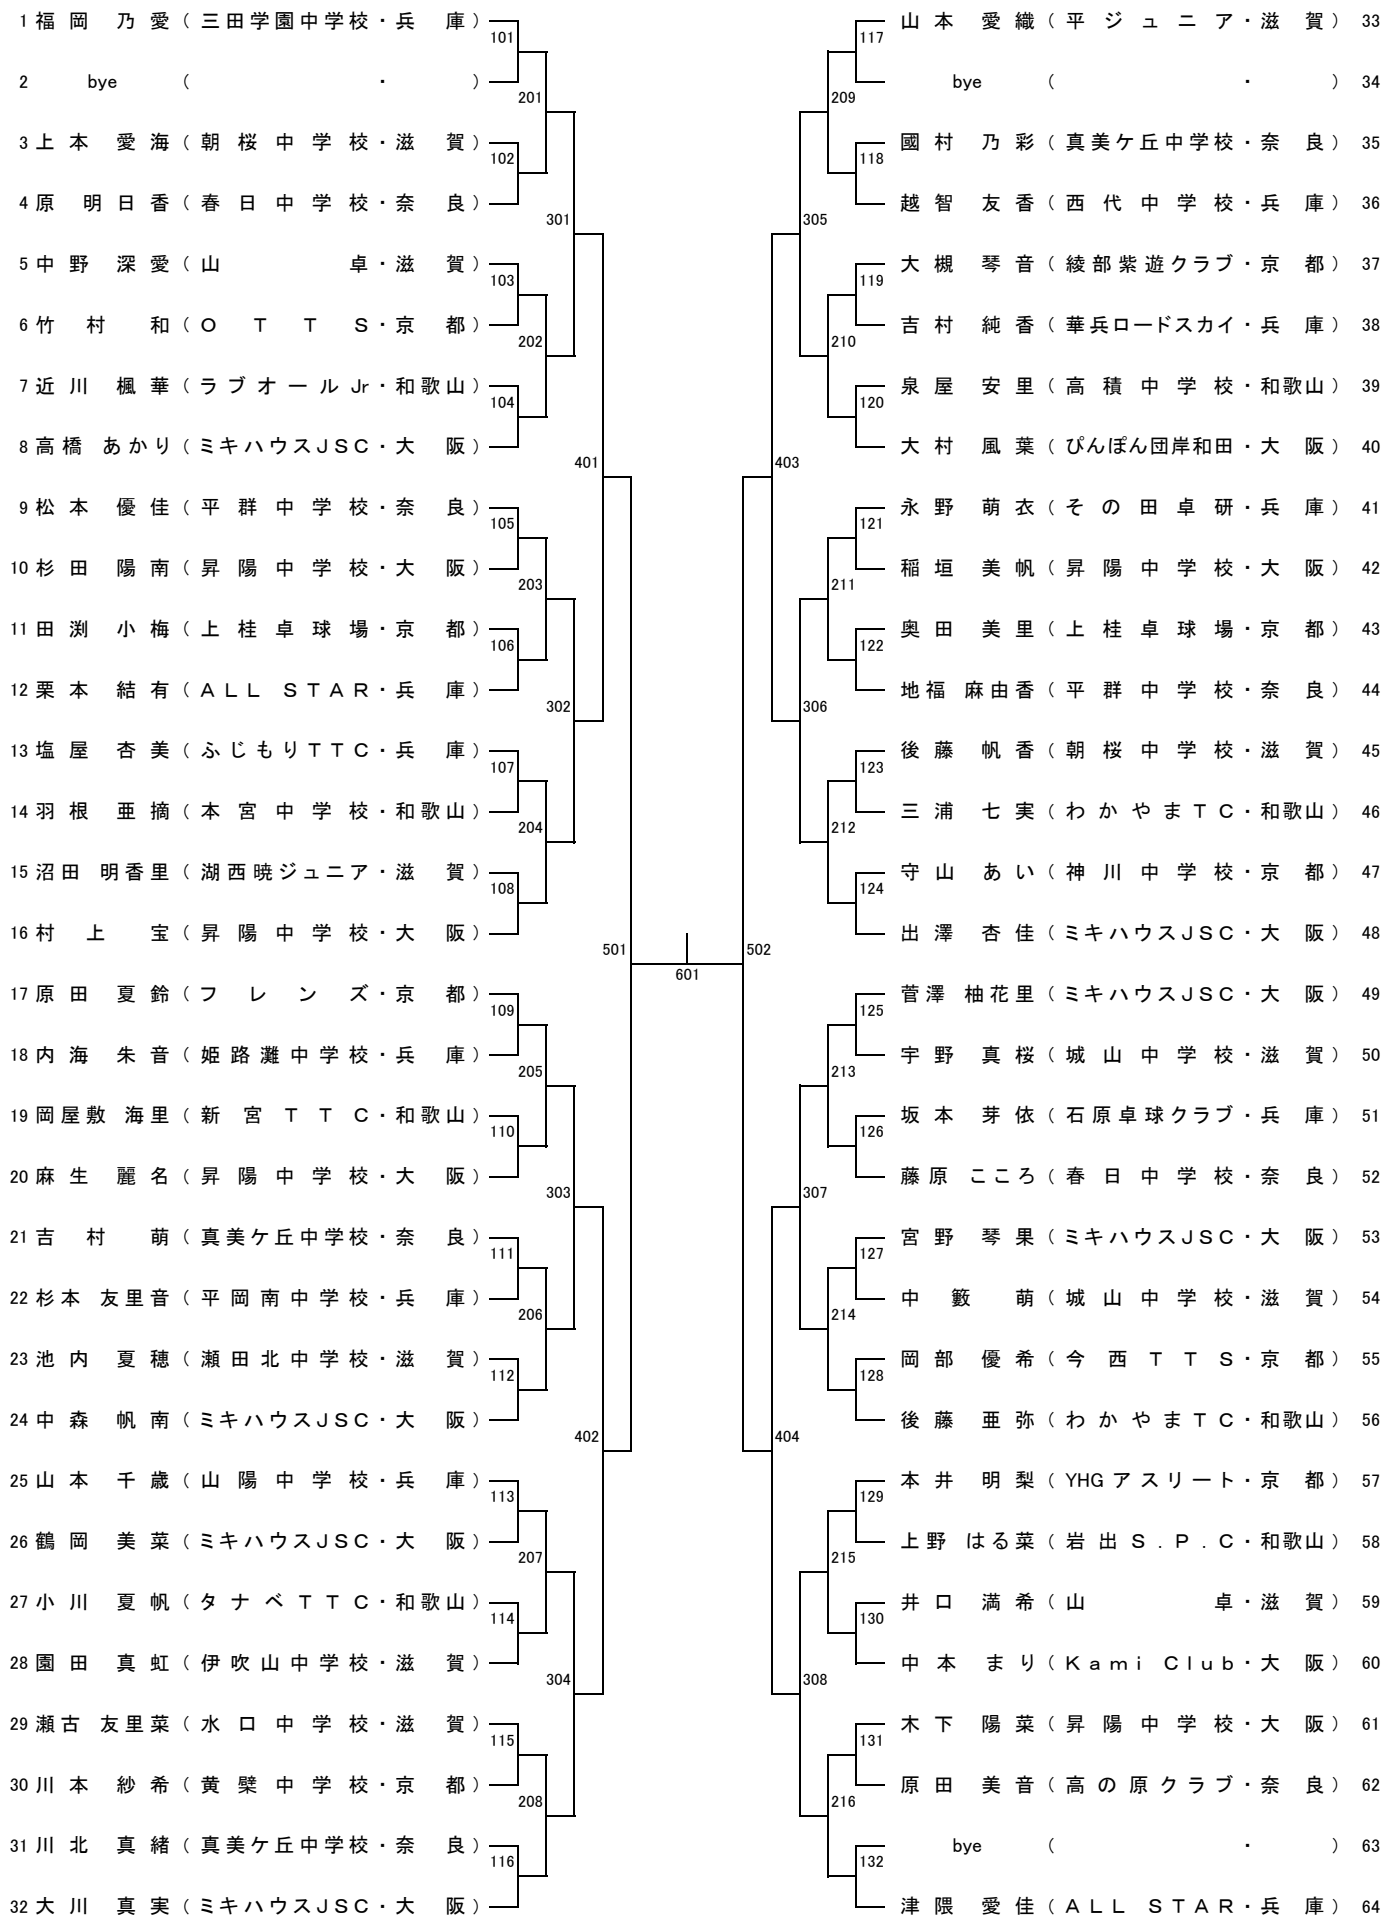 1 福岡 乃愛 ( 三田学園中学校・兵庫 )
101
2 bye ( ・ )
201
3 上本 愛海 ( 朝桜中学校・滋賀 )
102
4 原 明日香 ( 春日中学校・奈良 )
301
5 中野 深愛 ( 山卓・滋賀 )
103
6 竹村 和 ( OTTS・京都 )
202
7 近川 楓華 ( ラブオールJr・和歌山 )
104
8 高橋 あかり ( ミキハウスJSC・大阪 )
401
9 松本 優佳 ( 平群中学校・奈良 )
105
10 杉田 陽南 ( 昇陽中学校・大阪 )
203
11 田渕 小梅 ( 上桂卓球場・京都 )
106
12 栗本 結有 ( ALL STAR・兵庫 )
302
13 塩屋 杏美 ( ふじもりTTC・兵庫 )
107
14 羽根 亜摘 ( 本宮中学校・和歌山 )
204
15 沼田 明香里 ( 湖西暁ジュニア・滋賀 )
108
16 村上 宝 ( 昇陽中学校・大阪 )
501
17 原田 夏鈴 ( フレンズ・京都 )
109
18 内海 朱音 ( 姫路灘中学校・兵庫 )
205
19 岡屋敷 海里 ( 新宮TTC・和歌山 )
110
20 麻生 麗名 ( 昇陽中学校・大阪 )
303
21 吉村 萌 ( 真美ケ丘中学校・奈良 )
111
22 杉本 友里音 ( 平岡南中学校・兵庫 )
206
23 池内 夏穂 ( 瀬田北中学校・滋賀 )
112
24 中森 帆南 ( ミキハウスJSC・大阪 )
402
25 山本 千歳 ( 山陽中学校・兵庫 )
113
26 鶴岡 美菜 ( ミキハウスJSC・大阪 )
207
27 小川 夏帆 ( タナベTTC・和歌山 )
114
28 園田 真虹 ( 伊吹山中学校・滋賀 )
304
29 瀬古 友里菜 ( 水口中学校・滋賀 )
115
30 川本 紗希 ( 黄檗中学校・京都 )
208
31 川北 真緒 ( 真美ケ丘中学校・奈良 )
116
32 大川 真実 ( ミキハウスJSC・大阪 )
601
山本 愛織 ( 平ジュニア・滋賀 ) 33
117
bye ( ・ ) 34
209
國村 乃彩 ( 真美ケ丘中学校・奈良 ) 35
118
越智 友香 ( 西代中学校・兵庫 ) 36
305
大槻 琴音 ( 綾部紫遊クラブ・京都 ) 37
119
吉村 純香 ( 華兵ロードスカイ・兵庫 ) 38
210
泉屋 安里 ( 高積中学校・和歌山 ) 39
120
大村 風葉 ( ぴんぽん団岸和田・大阪 ) 40
403
永野 萌衣 ( その田卓研・兵庫 ) 41
121
稲垣 美帆 ( 昇陽中学校・大阪 ) 42
211
奥田 美里 ( 上桂卓球場・京都 ) 43
122
地福 麻由香 ( 平群中学校・奈良 ) 44
306
後藤 帆香 ( 朝桜中学校・滋賀 ) 45
123
三浦 七実 ( わかやまTC・和歌山 ) 46
212
守山 あい ( 神川中学校・京都 ) 47
124
出澤 杏佳 ( ミキハウスJSC・大阪 ) 48
502
菅澤 柚花里 ( ミキハウスJSC・大阪 ) 49
125
宇野 真桜 ( 城山中学校・滋賀 ) 50
213
坂本 芽依 ( 石原卓球クラブ・兵庫 ) 51
126
藤原 こころ ( 春日中学校・奈良 ) 52
307
宮野 琴果 ( ミキハウスJSC・大阪 ) 53
127
中籔 萌 ( 城山中学校・滋賀 ) 54
214
岡部 優希 ( 今西TTS・京都 ) 55
128
後藤 亜弥 ( わかやまTC・和歌山 ) 56
404
本井 明梨 ( YHGアスリート・京都 ) 57
129
上野 はる菜 ( 岩出S.P.C・和歌山 ) 58
215
井口 満希 ( 山卓・滋賀 ) 59
130
中本 まり ( Kami Club・大阪 ) 60
308
木下 陽菜 ( 昇陽中学校・大阪 ) 61
131
原田 美音 ( 高の原クラブ・奈良 ) 62
216
bye ( ・ ) 63
132
津隈 愛佳 ( ALL STAR・兵庫 ) 64